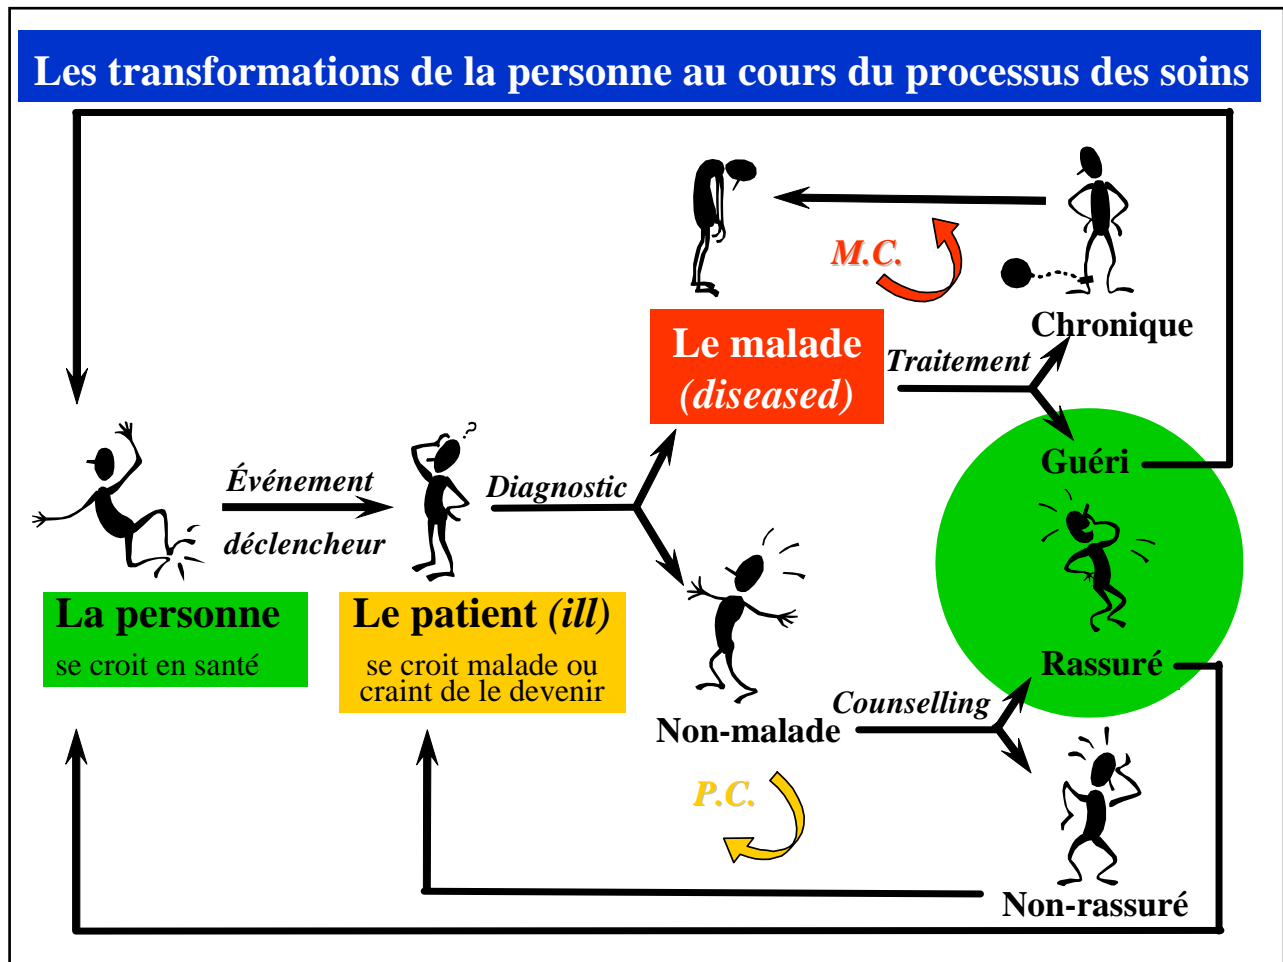 Les transformations de la personne au cours du processus des soins
M.C.
Chronique
Le malade
(diseased)
Traitement
Guéri
?
Événement
déclencheur
Diagnostic
La personne
se croit en santé
Le patient (ill)
se croit malade ou
craint de le devenir
Rassuré
Counselling
Non-malade
P.C.
Non-rassuré